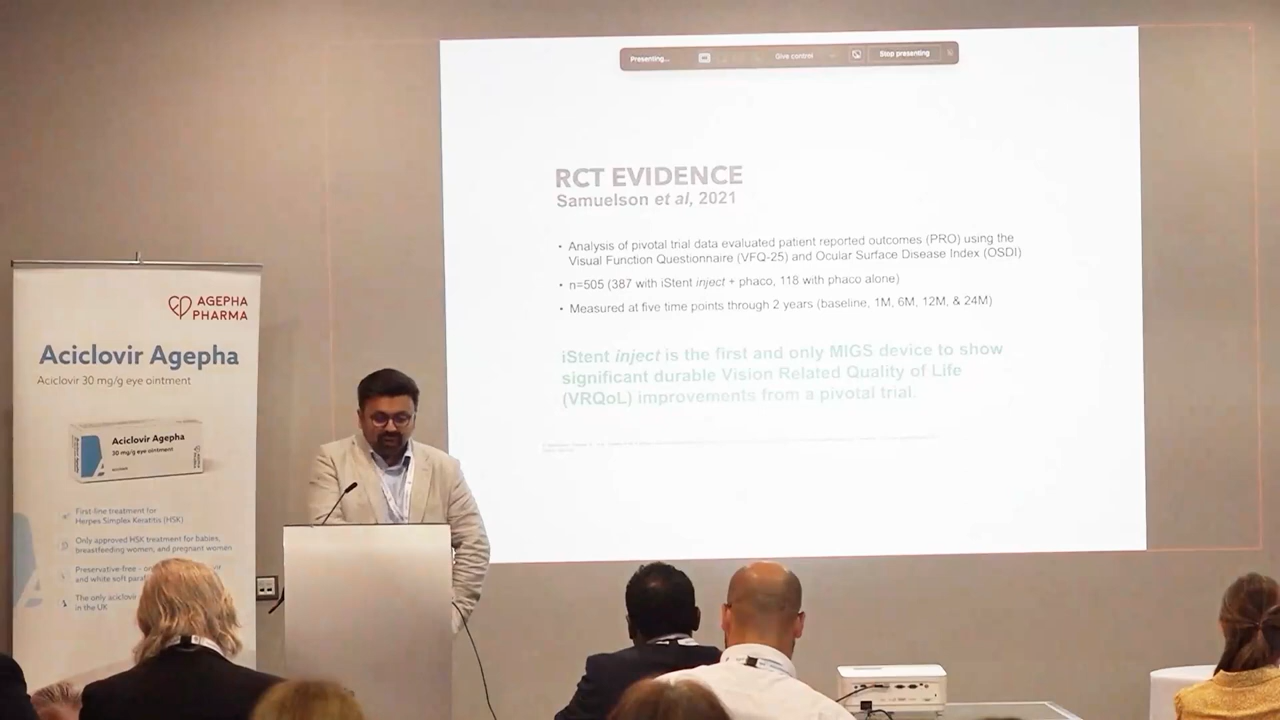 Presenting...
Give control
Stop presenting
RCT EVIDENCE
Samuelson et al, 2021
• Analysis of pivotal trial data evaluated patient reported outcomes (PRO) using the
Visual Function Questionnaire (VFQ-25) and Ocular Surface Disease Index (OSDI)
• n=505 (387 with iStent inject + phaco, 118 with phaco alone)
• Measured at five time points through 2 years (baseline, 1M, 6M, 12M, & 24M)
iStent inject is the first and only MIGS device to show
significant durable Vision Related Quality of Life
(VRQoL) improvements from a pivotal trial.
AGEPHA
PHARMA
Aciclovir Agepha
Aciclovir 30 mg/g eye ointment
Aciclovir Agepha
30 mg/g eye ointment
First-line treatment for
Herpes Simplex Keratitis (HSK)
Only approved HSK treatment for babies,
breastfeeding women, and pregnant women
Preservative-free -
and white soft
The only aciclovir
in the UK